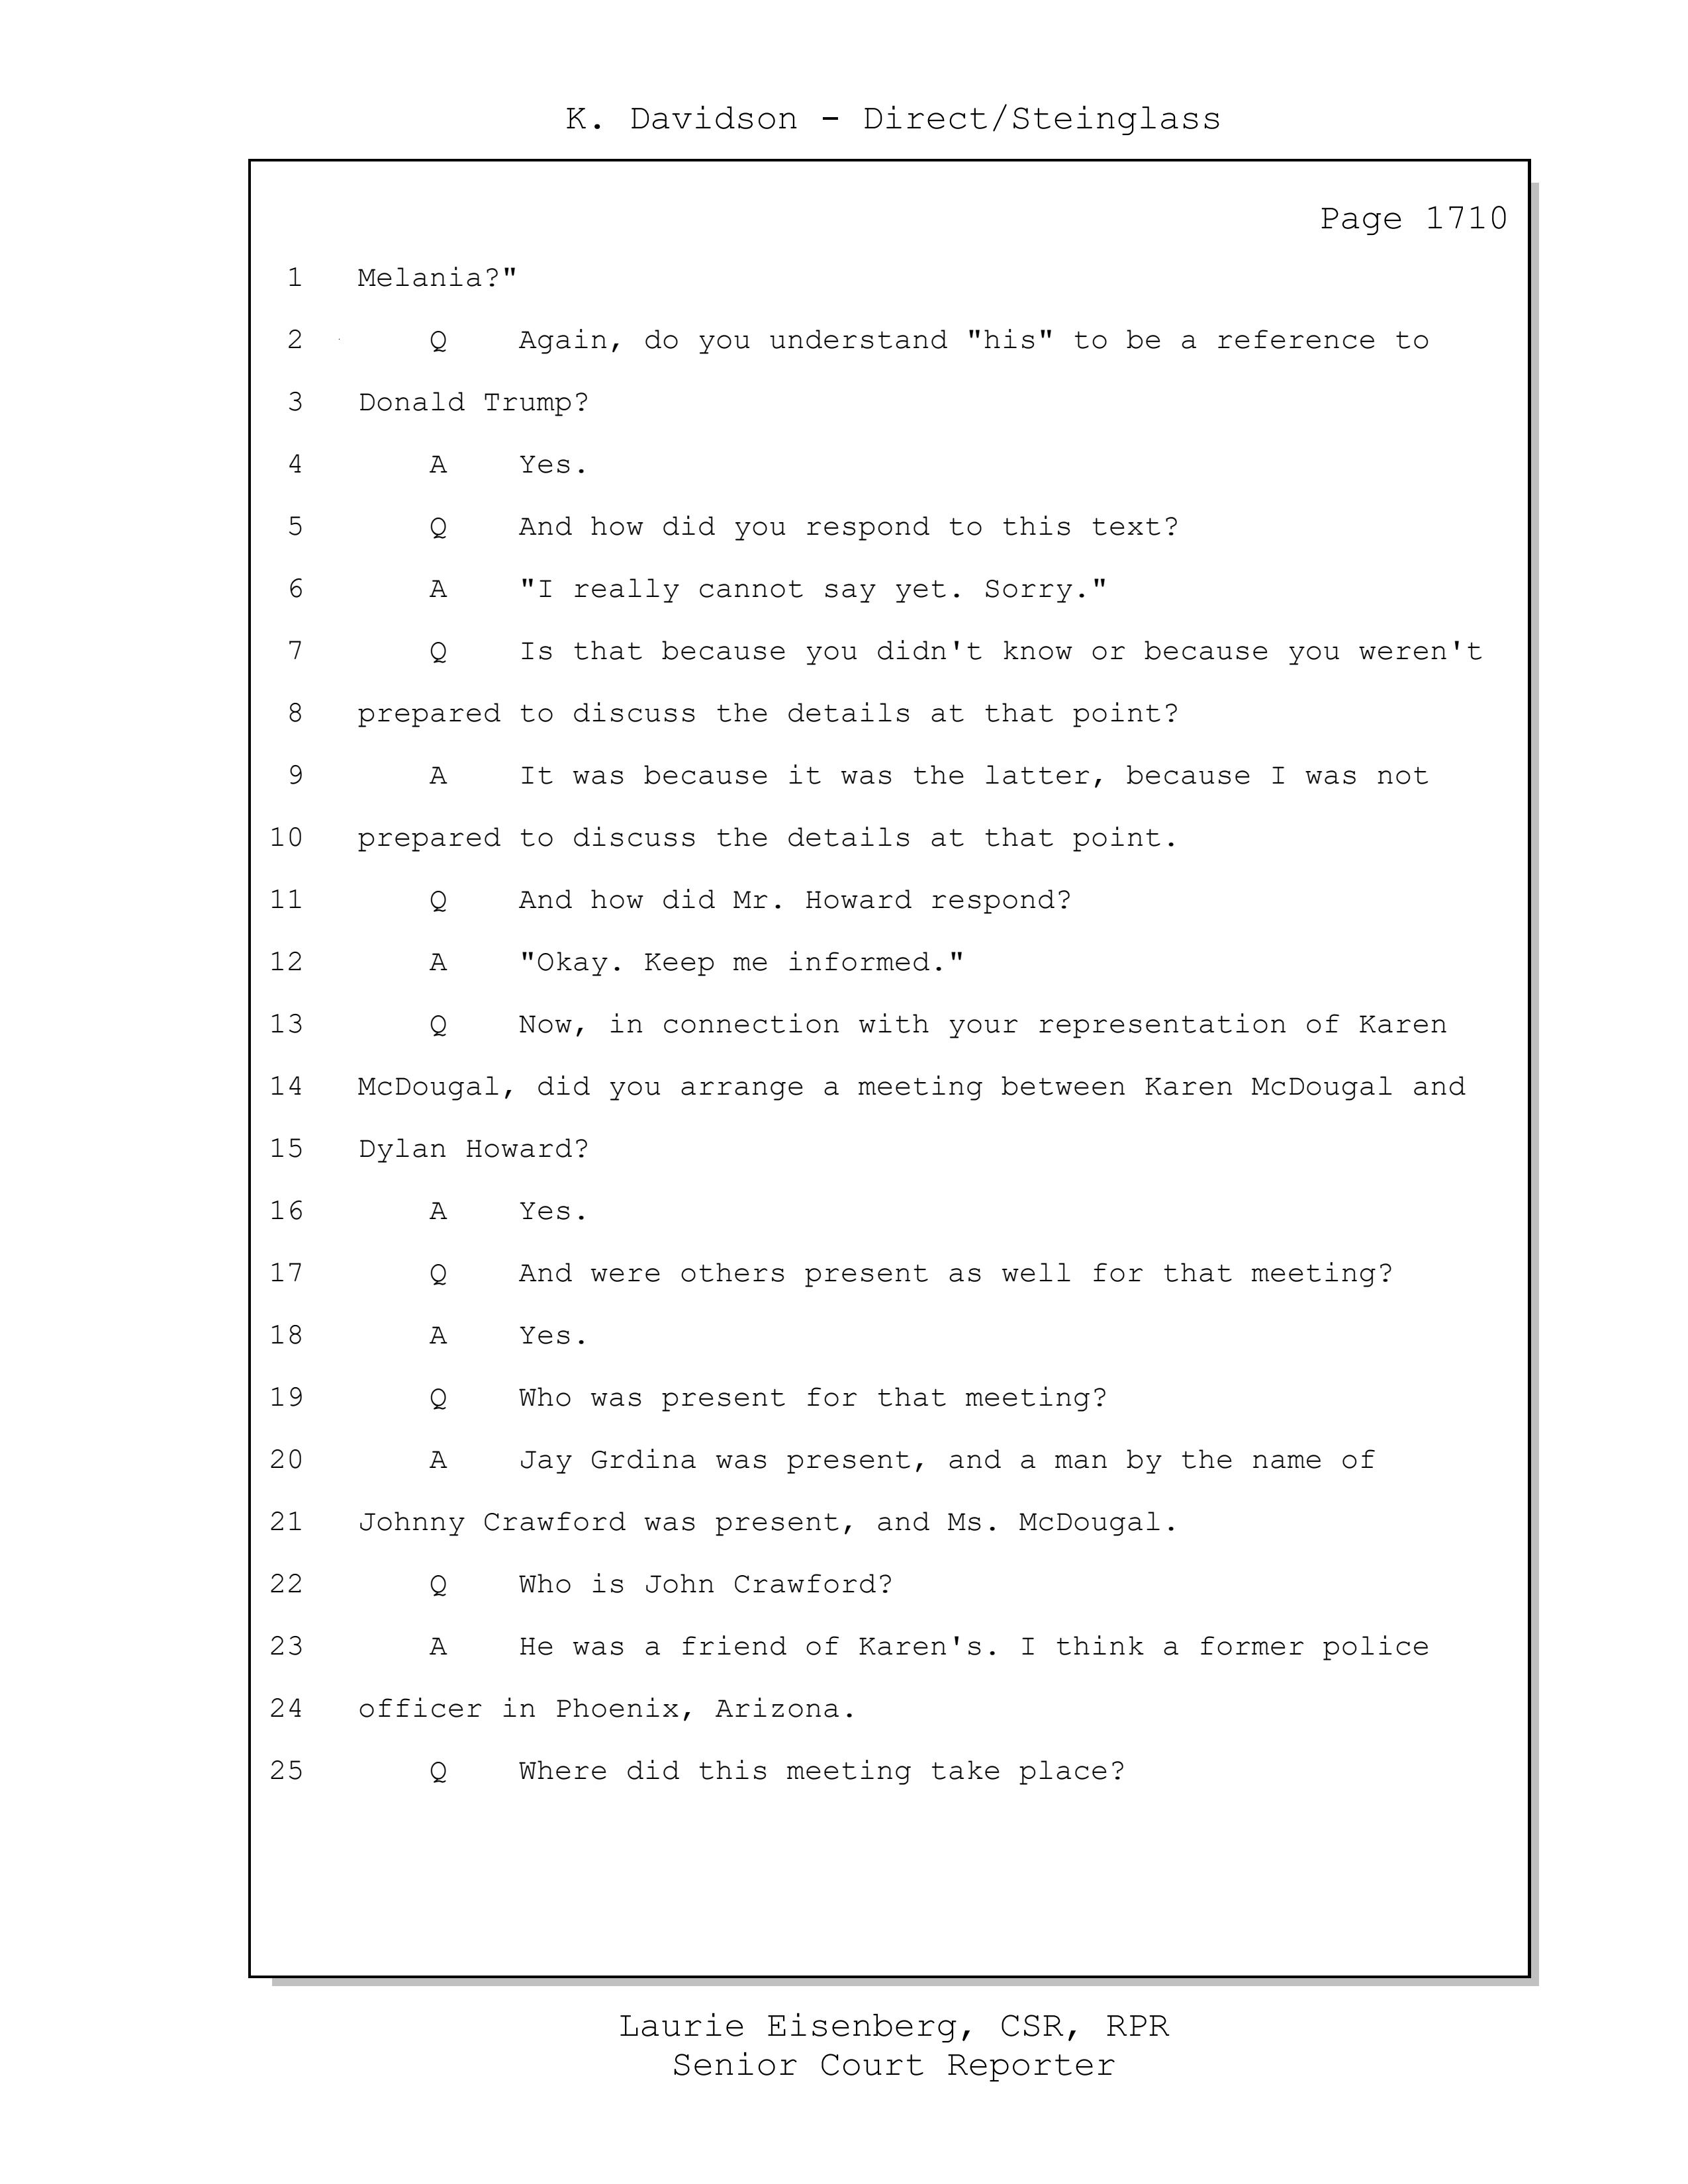 K. Davidson - Direct/Steinglass
Page 1710
1 Melania?"
2 Q Again, do you understand "his" to be a reference to
3 Donald Trump?
4 A Yes.
5 Q And how did you respond to this text?
6 A "I really cannot say yet. Sorry."
7 Q Is that because you didn't know or because you weren't
8 prepared to discuss the details at that point?
9 A It was because it was the latter, because I was not
10 prepared to discuss the details at that point.
11 Q And how did Mr. Howard respond?
12 A "Okay. Keep me informed."
13 Q Now, in connection with your representation of Karen
14 McDougal, did you arrange a meeting between Karen McDougal and
15 Dylan Howard?
16 A Yes.
17 Q And were others present as well for that meeting?
18 A Yes.
19 Q Who was present for that meeting?
20 A Jay Grdina was present, and a man by the name of
21 Johnny Crawford was present, and Ms. McDougal.
22 Q Who is John Crawford?
23 A He was a friend of Karen's. I think a former police
24 officer in Phoenix, Arizona.
25 Q Where did this meeting take place?
Laurie Eisenberg, CSR, RPR
Senior Court Reporter